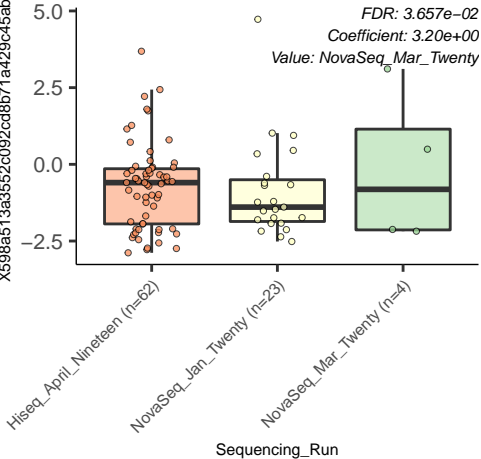 FDR: 3.657e−02
Coefficient: 3.20e+00
Value: NovaSeq_Mar_Twenty
5.0
2.5
0.0
−2.5
X598a513a3552c092cd8b71a429c45ab
Hiseq_April_Nineteen (n=62)
NovaSeq_Jan_Twenty (n=23)
NovaSeq_Mar_Twenty (n=4)
Sequencing_Run